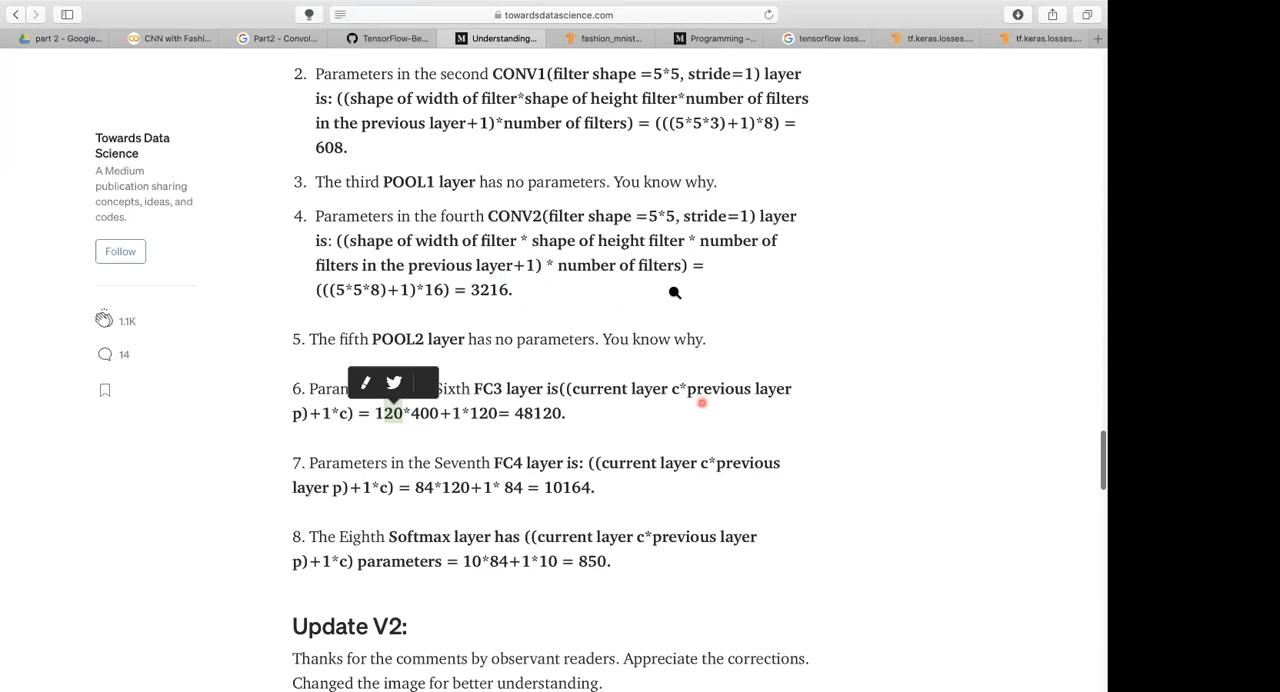 towardsdatascience.com
part 2 - Google...
CNN with Fashi...
Part2 - Convol...
TensorFlow-Be...
Understanding...
fashion_mnist...
Programming –...
tensorflow loss...
tf.keras.losses....
tf.keras.losses....
Towards Data
Science
A Medium
publication sharing
concepts, ideas, and
codes.
Follow
1.1K
14
2. Parameters in the second CONV1(filter shape =5*5, stride=1) layer
is: ((shape of width of filter*shape of height filter*number of filters
in the previous layer+1)*number of filters) = (((5*5*3)+1)*8) =
608.
3. The third POOL1 layer has no parameters. You know why.
4. Parameters in the fourth CONV2(filter shape =5*5, stride=1) layer
is: ((shape of width of filter * shape of height filter * number of
filters in the previous layer+1) * number of filters) =
(((5*5*8)+1)*16) = 3216.
5. The fifth POOL2 layer has no parameters. You know why.
6. Param Sixth FC3 layer is((current layer c*previous layer
p)+1*c) = 120*400+1*120= 48120.
7. Parameters in the Seventh FC4 layer is: ((current layer c*previous
layer p)+1*c) = 84*120+1* 84 = 10164.
8. The Eighth Softmax layer has ((current layer c*previous layer
p)+1*c) parameters = 10*84+1*10 = 850.
Update V2:
Thanks for the comments by observant readers. Appreciate the corrections.
Changed the image for better understanding.